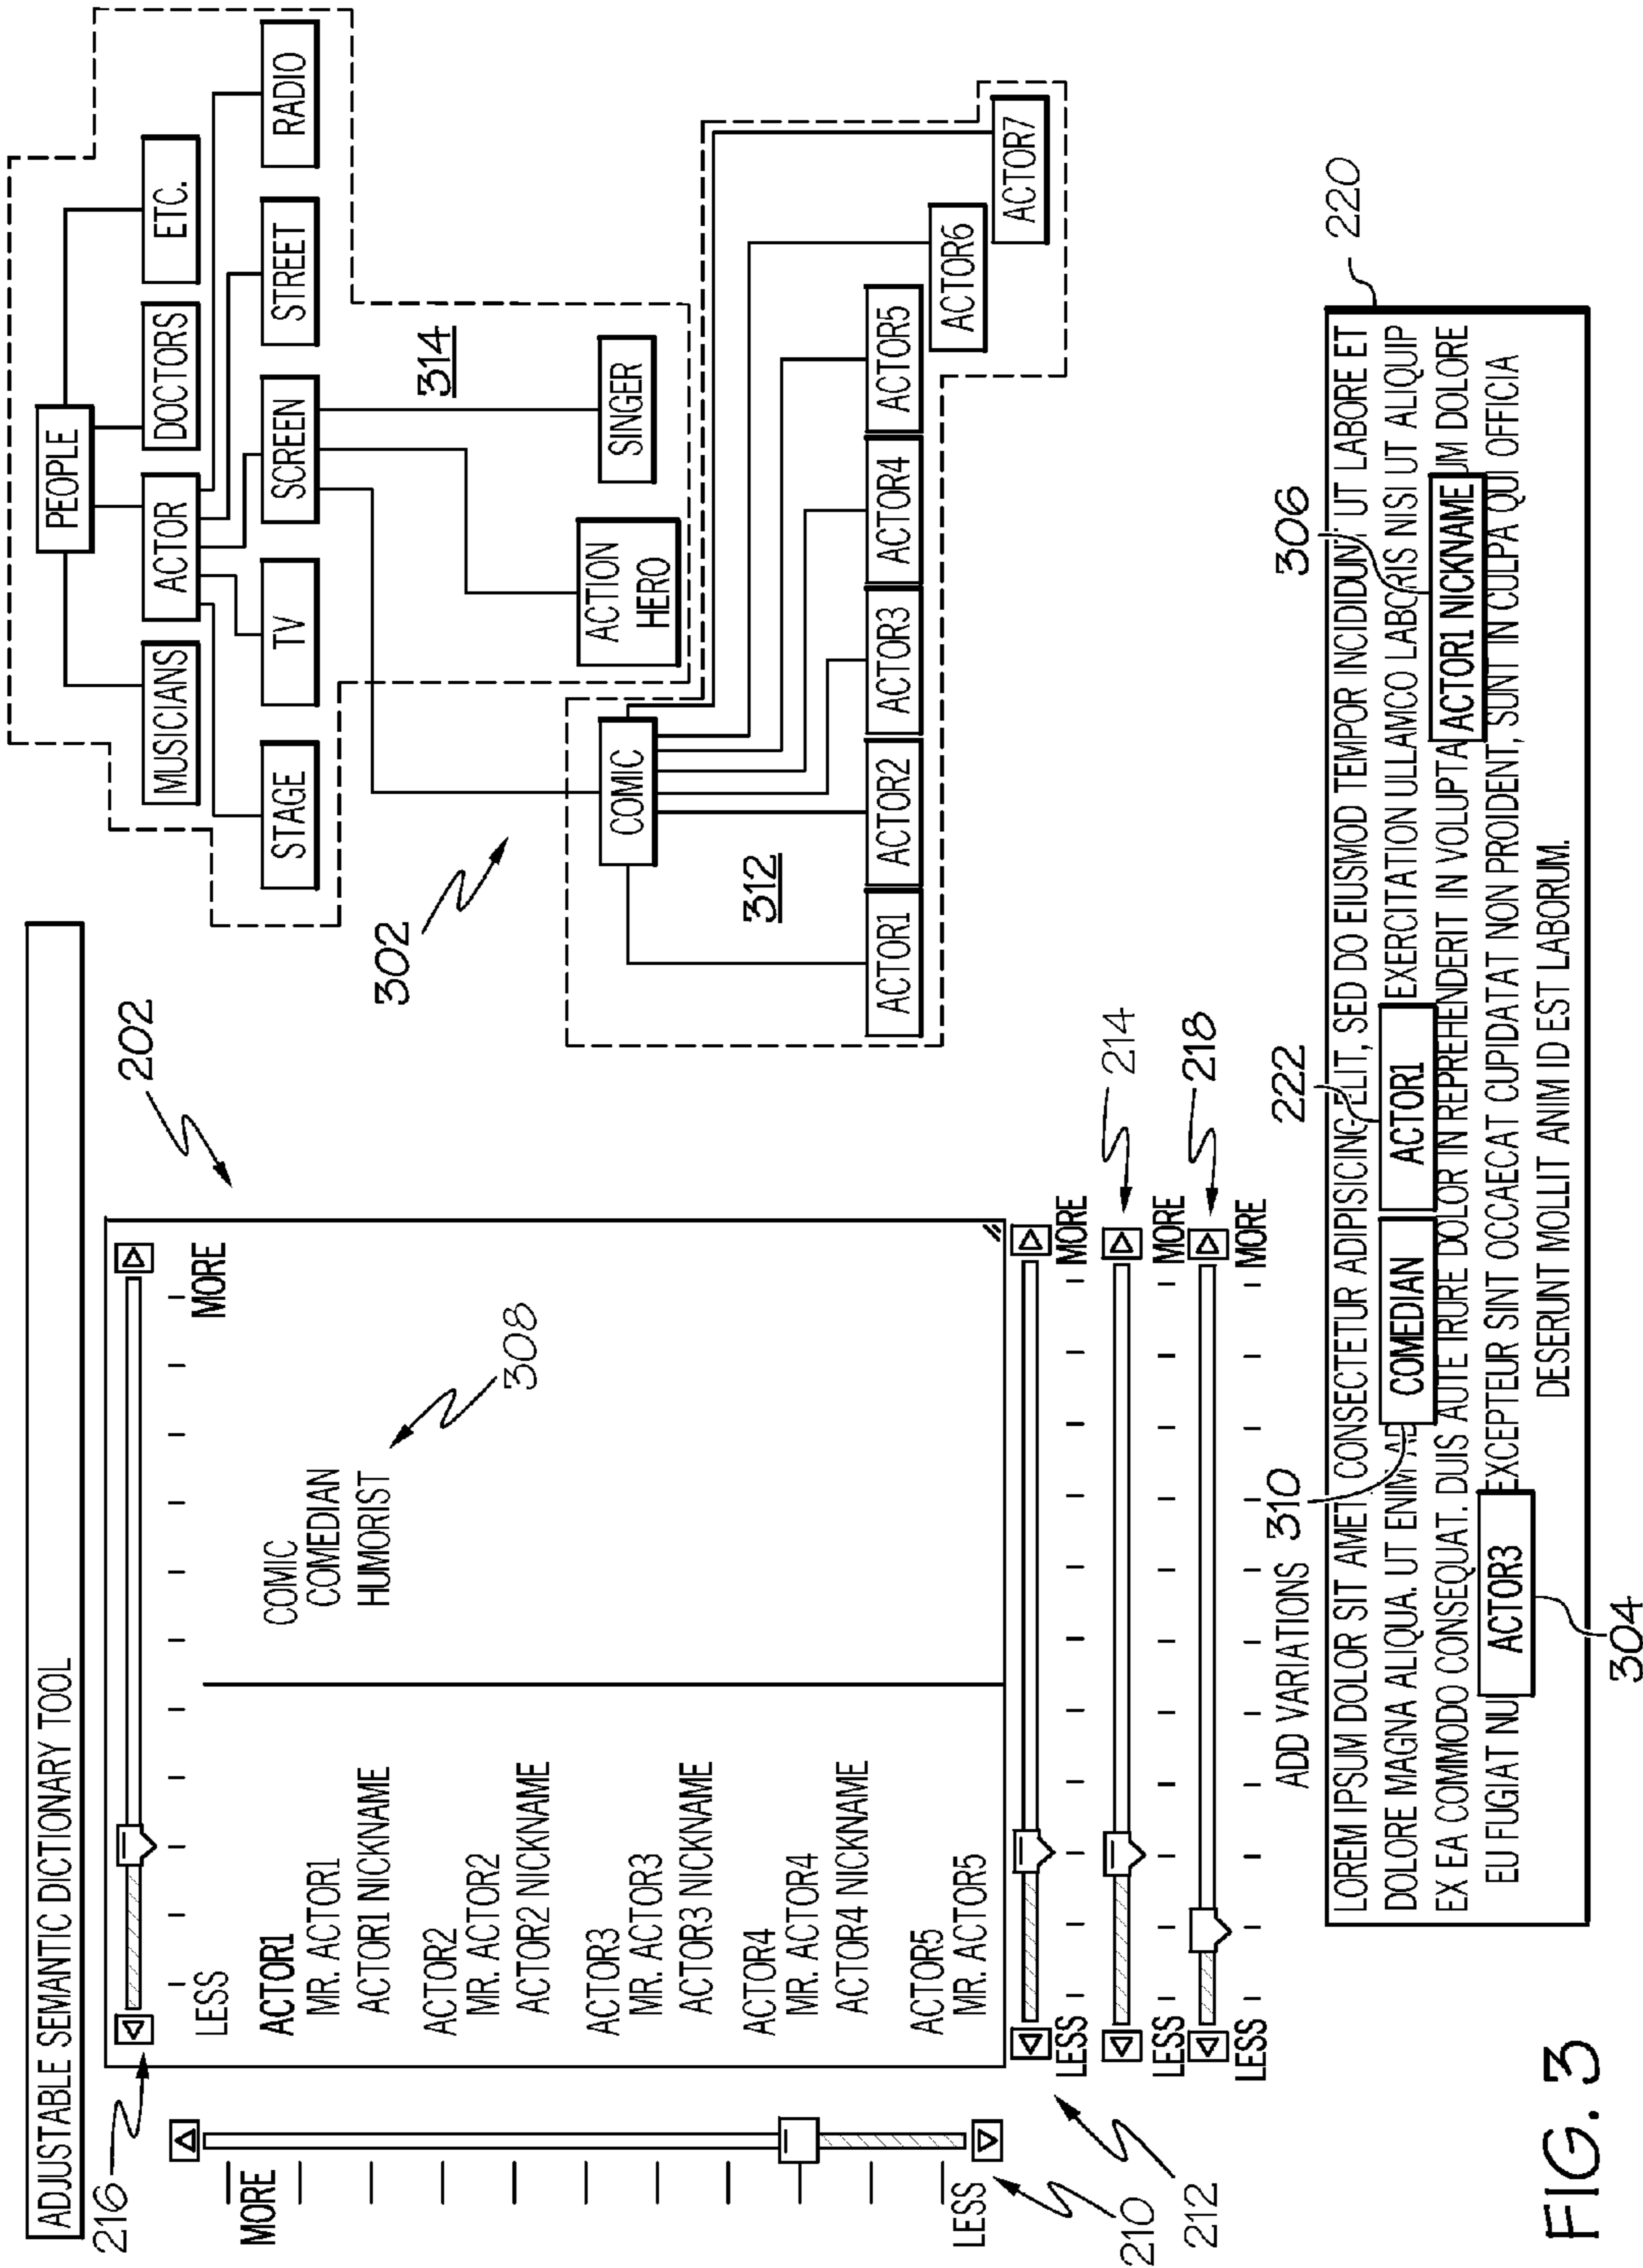 ADJUSTABLE SEMANTIC DICTIONARY TOOL
216
202
LESS
MORE
ACTOR1
MR. ACTOR1
ACTOR1 NICKNAME
ACTOR2
MR. ACTOR2
ACTOR2 NICKNAME
ACTOR3
MR. ACTOR3
ACTOR3 NICKNAME
ACTOR4
MR. ACTOR4
ACTOR4 NICKNAME
ACTOR5
MR. ACTOR5
COMIC
COMEDIAN
HUMORIST
308
MORE
LESS
210
212
LESS
MORE
214
LESS
MORE
218
LESS
MORE
ADD VARIATIONS
PEOPLE
MUSICIANS
ACTOR
DOCTORS
ETC.
STAGE
TV
SCREEN
STREET
RADIO
314
302
COMIC
ACTION
HERO
SINGER
312
ACTOR1
ACTOR2
ACTOR3
ACTOR4
ACTOR5
ACTOR6
ACTOR7
310
222
306
220
LOREM IPSUM DOLOR SIT AMET, CONSECTETUR ADIPISICING ELIT, SED DO EIUSMOD TEMPOR INCIDIDUNT UT LABORE ET
DOLORE MAGNA ALIQUA. UT ENIM AD COMEDIAN ACTOR1 EXERCITATION ULLAMCO LABORIS NISI UT ALIQUIP
EX EA COMMODO CONSEQUAT. DUIS AUTE IRURE DOLOR IN REPREHENDERIT IN VOLUPTA ACTOR1 NICKNAME UM DOLORE
EU FUGIAT NU ACTOR3 EXCEPTEUR SINT OCCAECAT CUPIDATAT NON PROIDENT, SUNT IN CULPA QUI OFFICIA
DESERUNT MOLLIT ANIM ID EST LABORUM.
304
FIG. 3